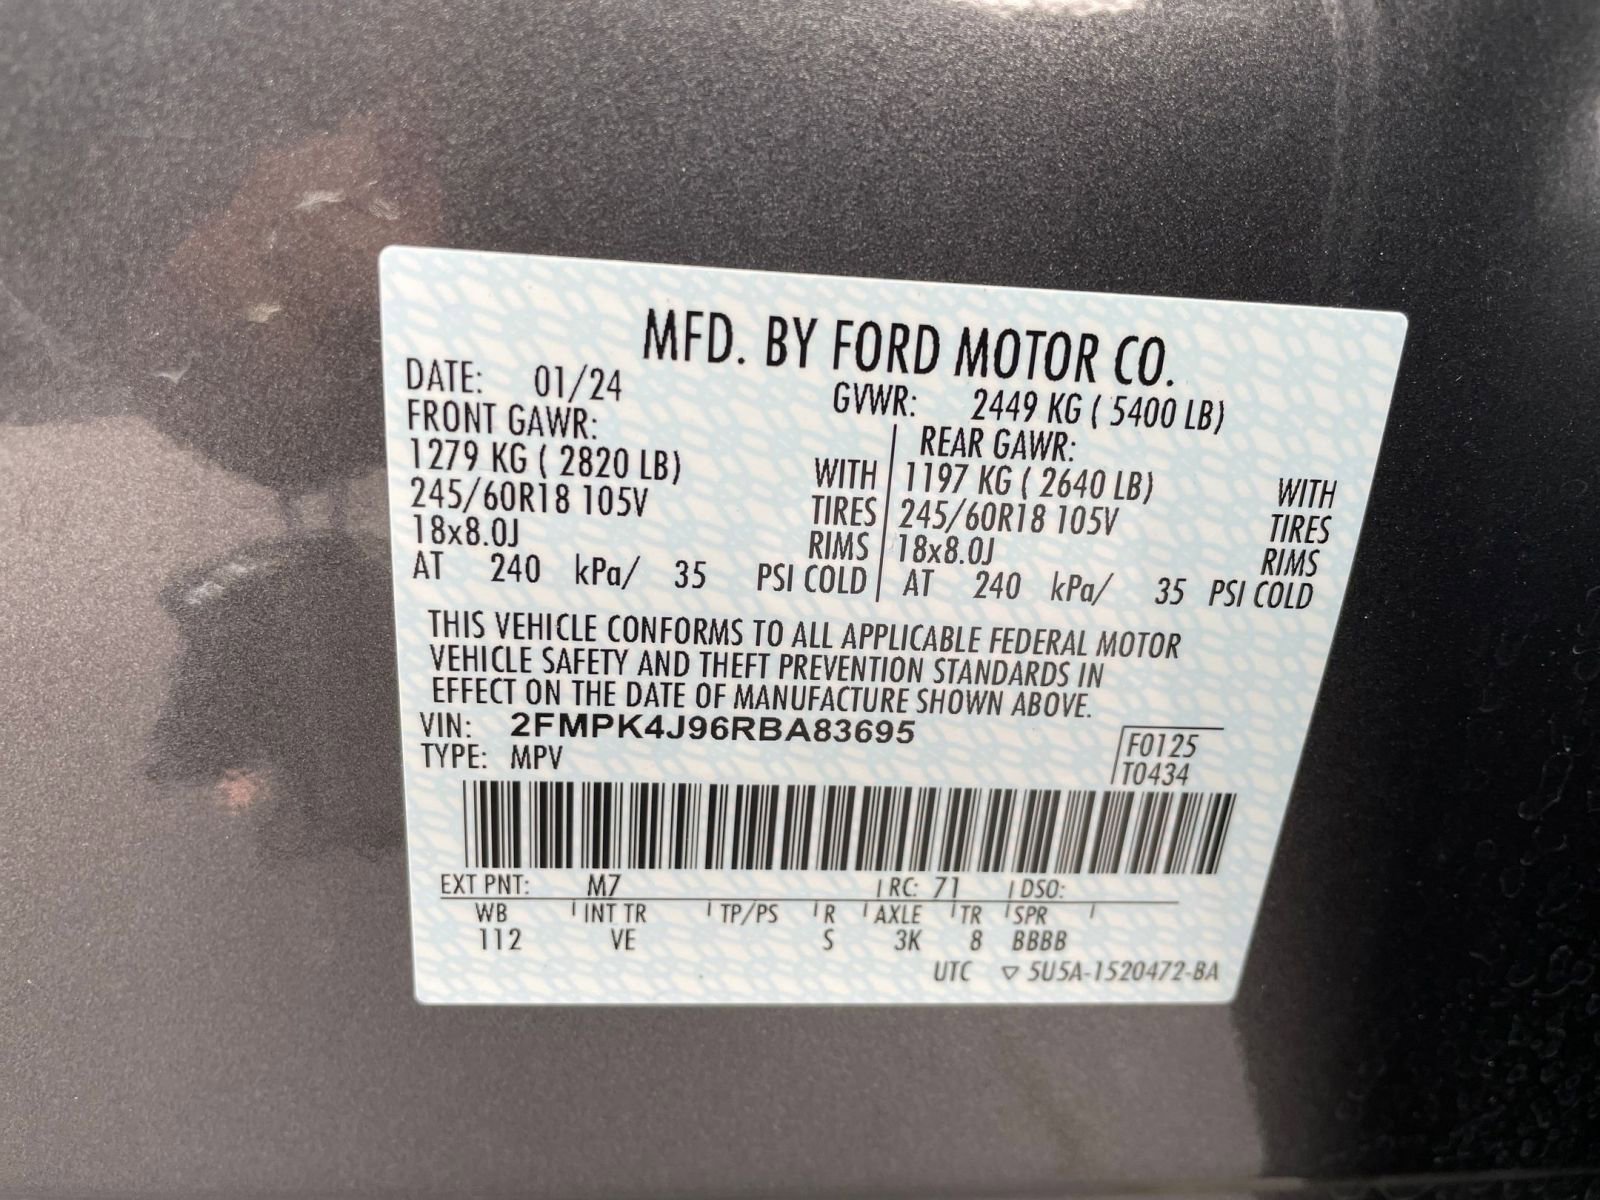 MFD. BY FORD MOTOR CO.
DATE: 01/24 GVWR: 2449 KG ( 5400 LB)
FRONT GAWR: REAR GAWR:
1279 KG ( 2820 LB) WITH 1197 KG ( 2640 LB) WITH
245/60R18 105V TIRES 245/60R18 105V TIRES
18x8.0J RIMS 18x8.0J RIMS
AT 240 kPa/ 35 PSI COLD AT 240 kPa/ 35 PSI COLD
THIS VEHICLE CONFORMS TO ALL APPLICABLE FEDERAL MOTOR
VEHICLE SAFETY AND THEFT PREVENTION STANDARDS IN
EFFECT ON THE DATE OF MANUFACTURE SHOWN ABOVE.
VIN: 2FMPK4J96RBA83695
TYPE: MPV
F0125
T0434
EXT PNT: M7 RC: 71 DSO:
WB INT TR TP/PS R AXLE TR SPR
112 VE S 3K 8 BBBB
UTC ▽ 5U5A-1520472-BA